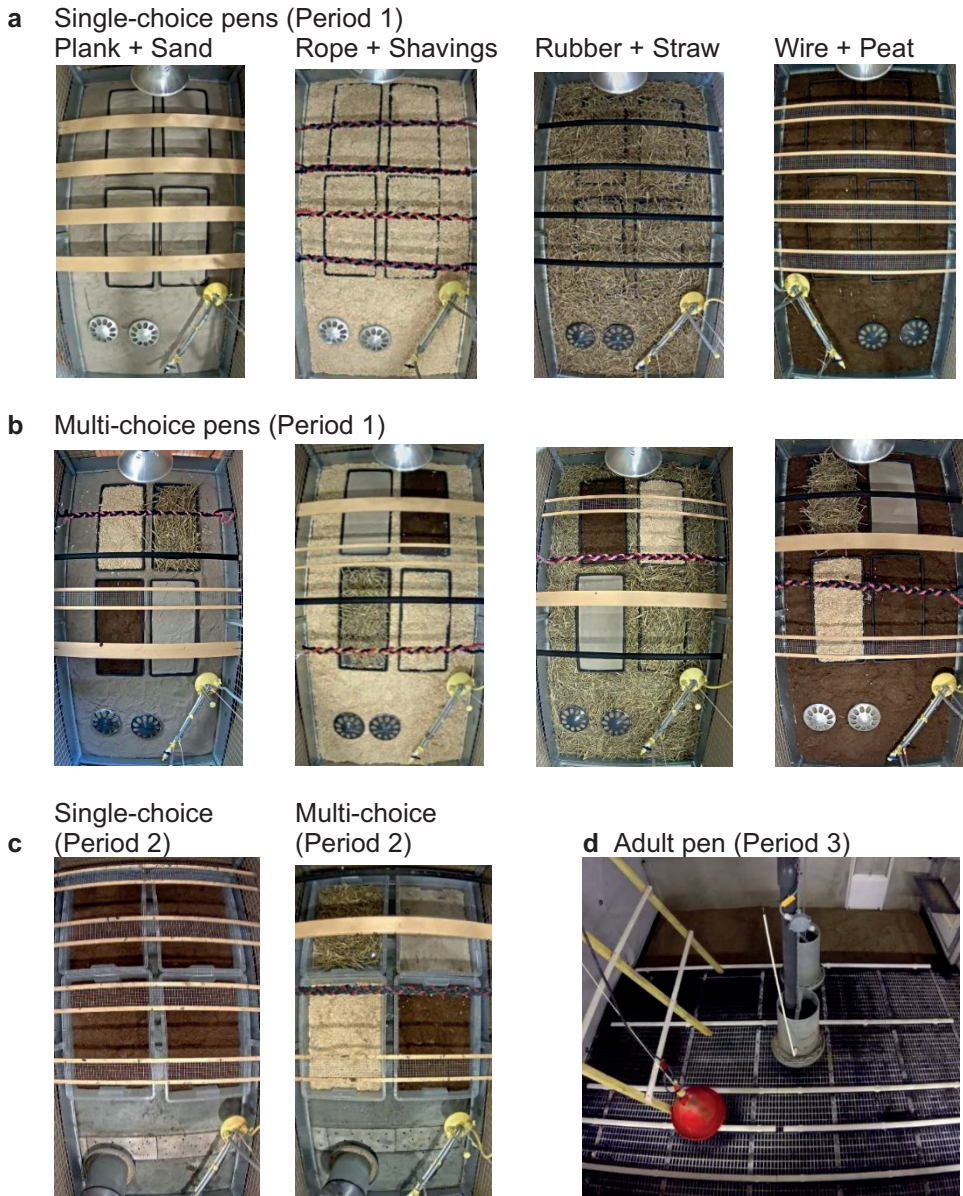 a Single-choice pens (Period 1)
Plank + Sand Rope + Shavings Rubber + Straw Wire + Peat
b Multi-choice pens (Period 1)
Single-choice Multi-choice
c (Period 2) (Period 2) d Adult pen (Period 3)